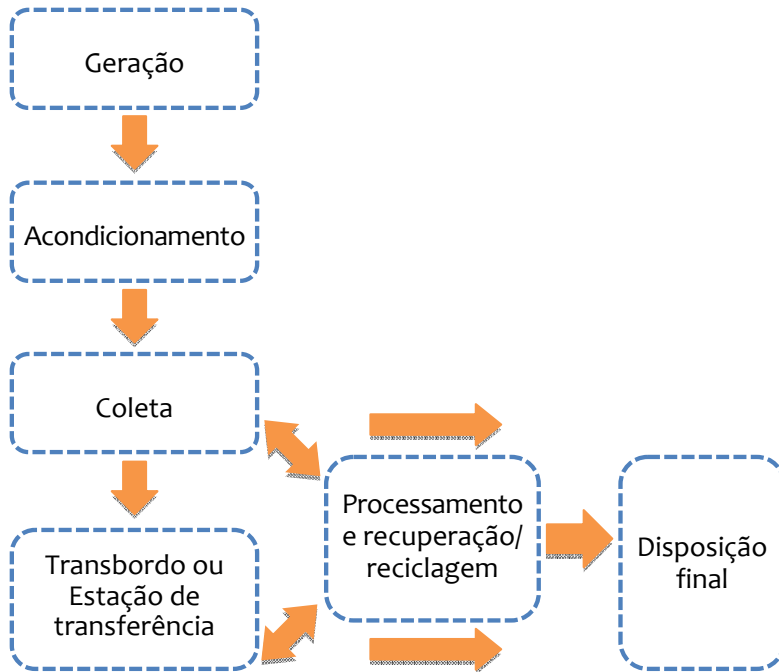 Geração
Acondicionamento
Coleta
Transbordo ou
Estação de
transferência
Processamento
e recuperação/
reciclagem
Disposição
final